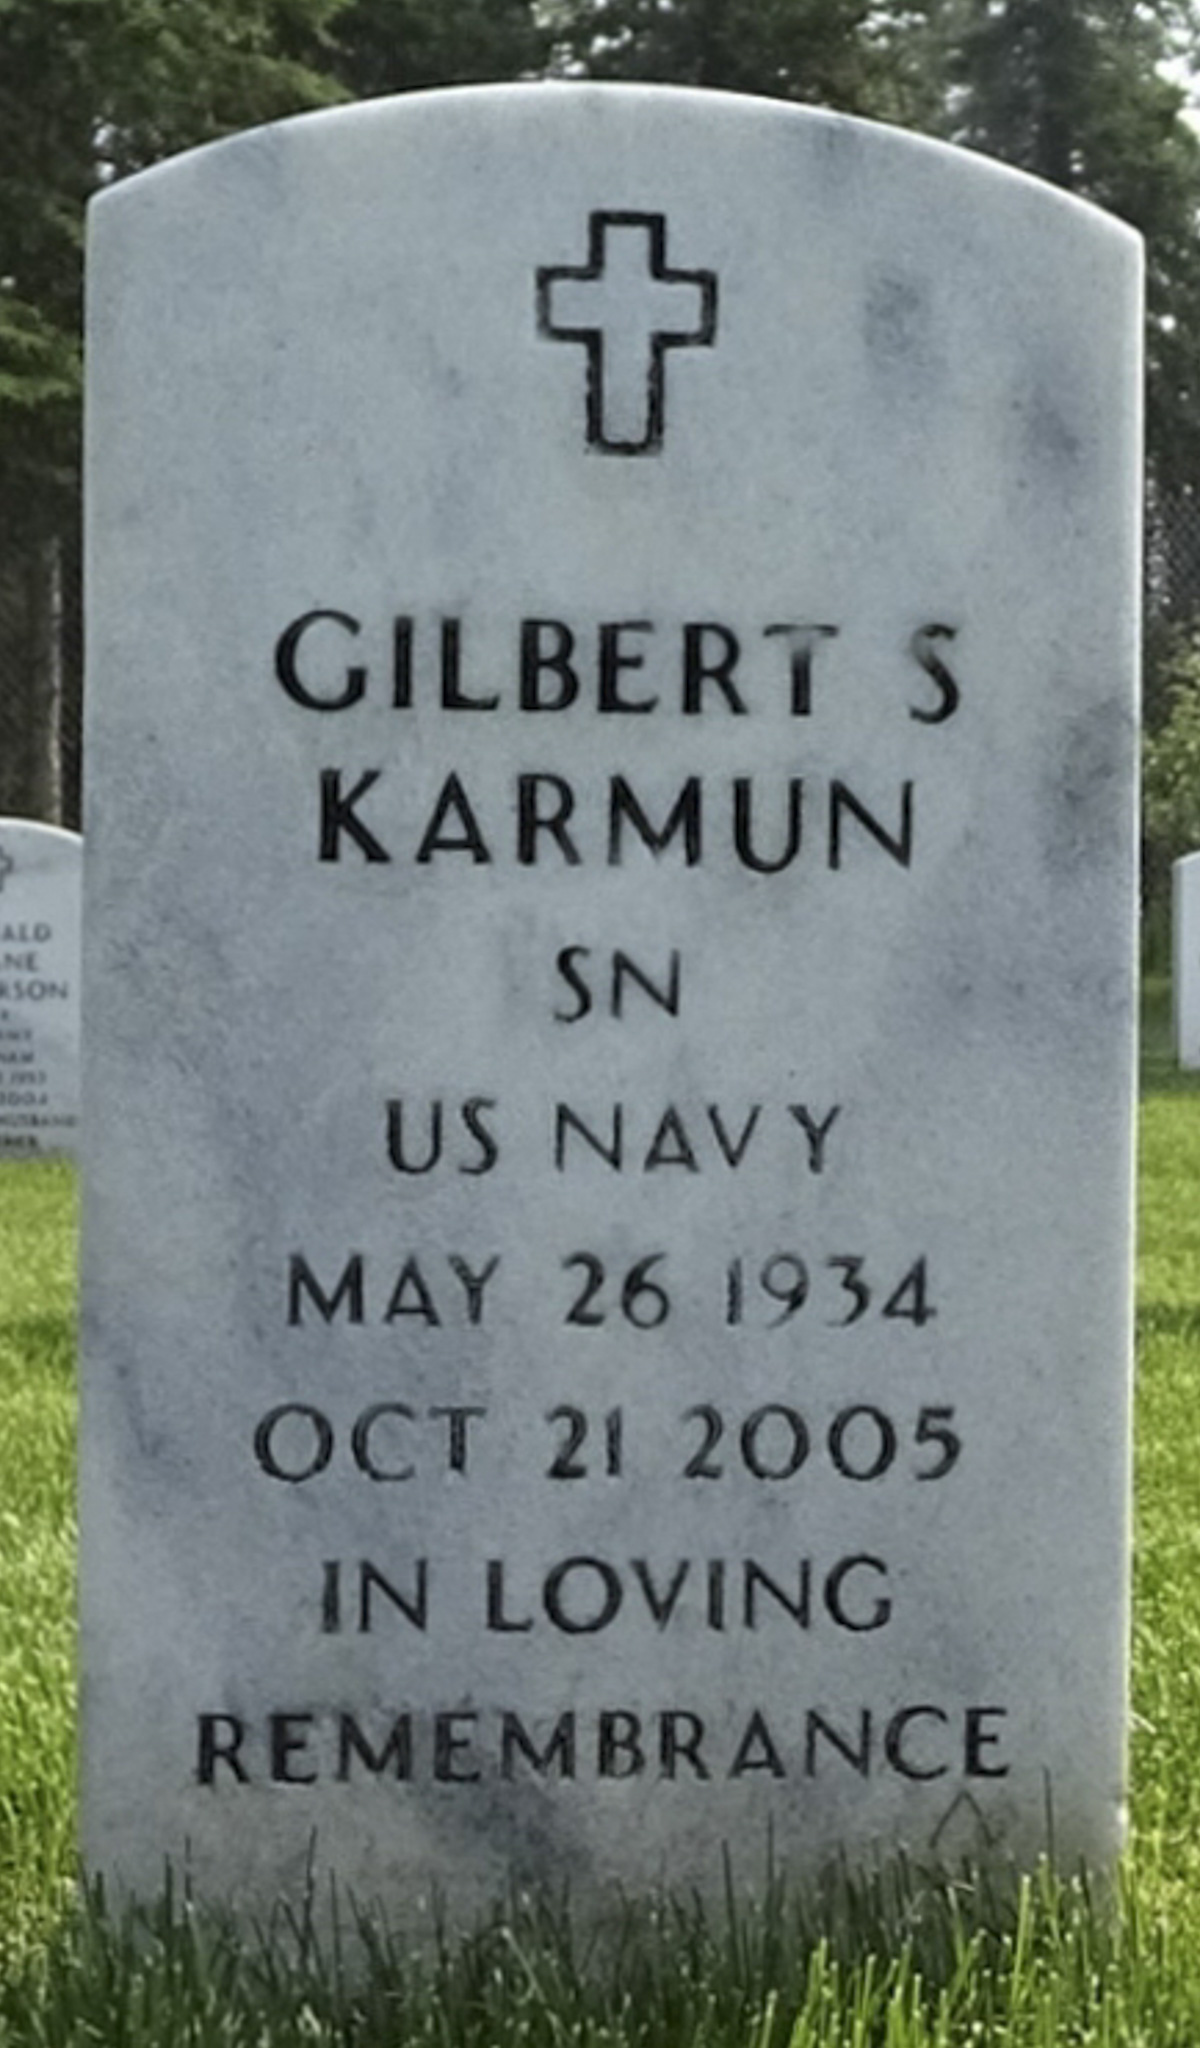 GILBERT S
KARMUN
SN
US NAVY
MAY 26 1934
OCT 21 2005
IN LOVING
REMEMBRANCE